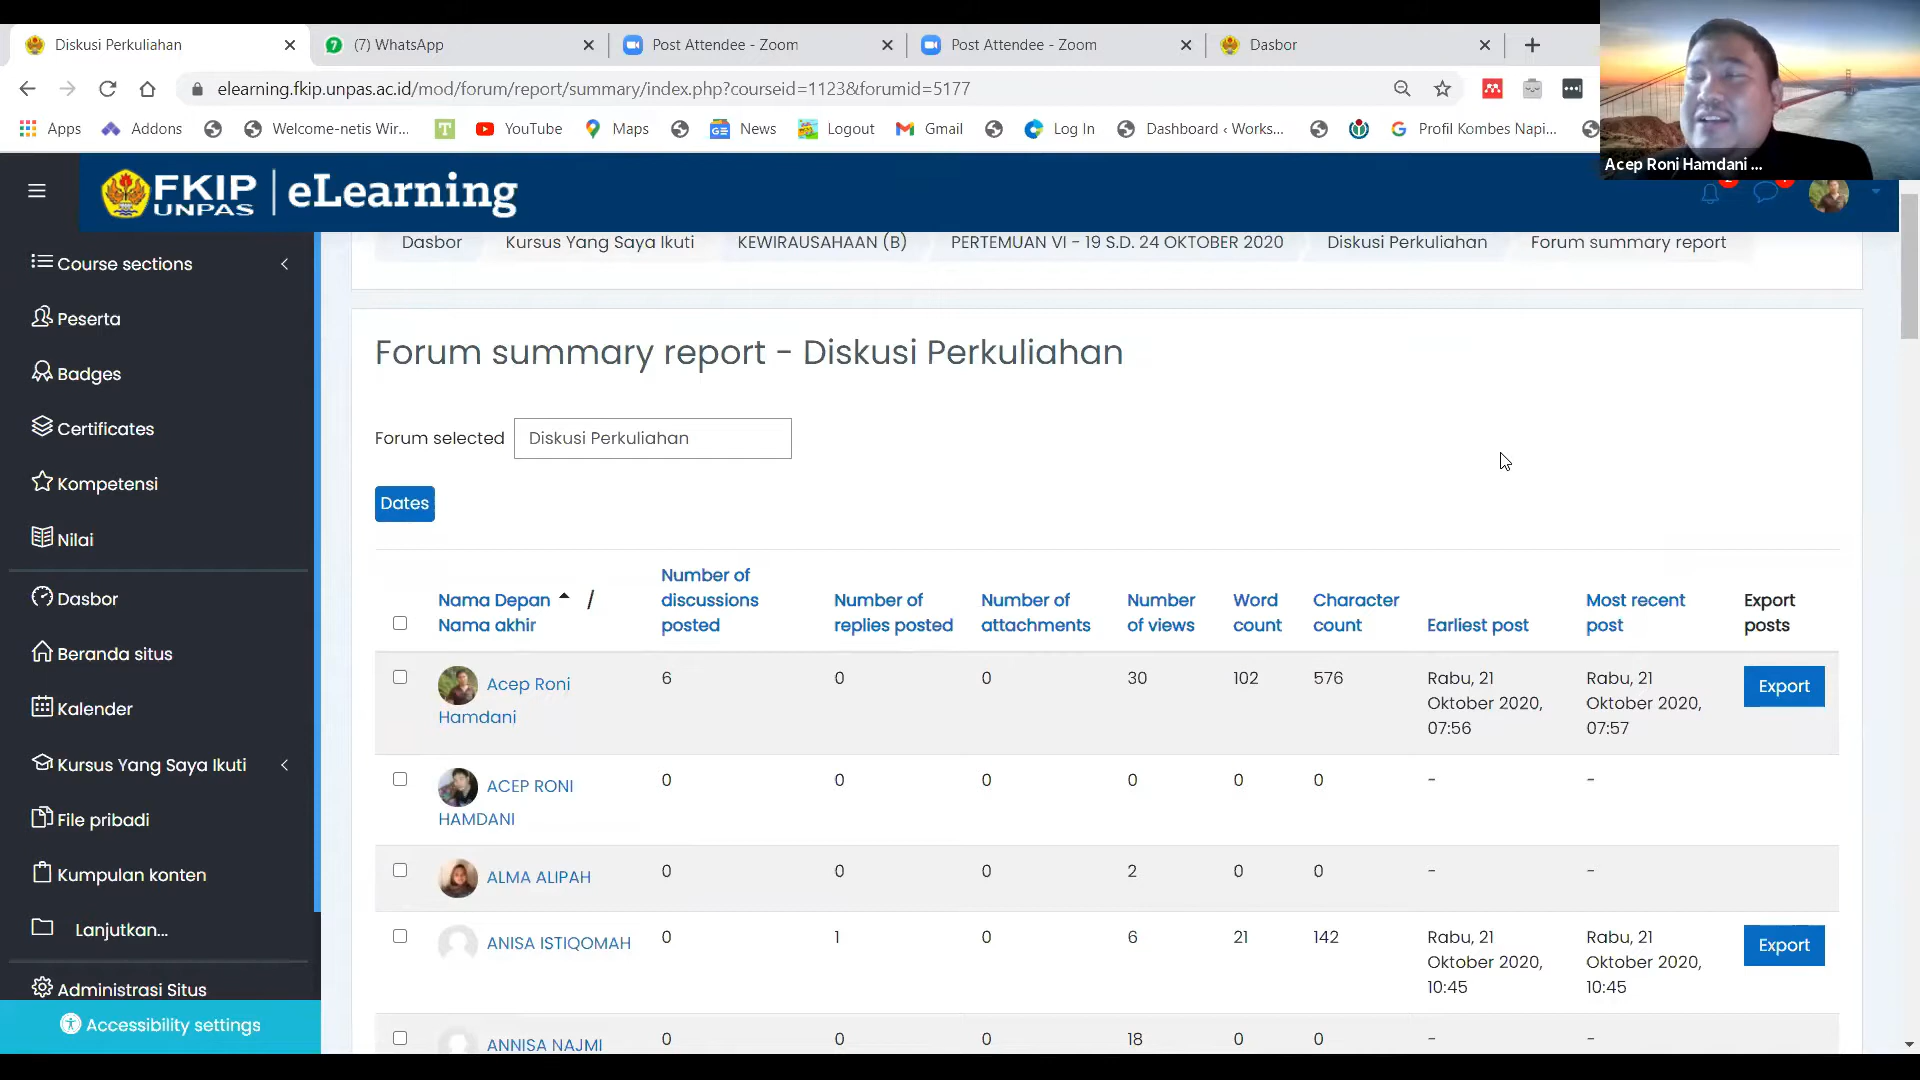 Diskusi Perkuliahan
(7) WhatsApp
Post Attendee - Zoom
Post Attendee - Zoom
Dasbor
elearning.fkip.unpas.ac.id/mod/forum/report/summary/index.php?courseid=1123&forumid=5177
Apps
Addons
Welcome-netis Wir...
YouTube
Maps
News
Logout
Gmail
Log In
Dashboard ‹ Works...
Profil Kombes Napi...
Acep Roni Hamdani ...
FKIP UNPAS | eLearning
Course sections
Peserta
Badges
Certificates
Kompetensi
Nilai
Dasbor
Beranda situs
Kalender
Kursus Yang Saya Ikuti
File pribadi
Kumpulan konten
Lanjutkan...
Administrasi Situs
Accessibility settings
Dasbor
Kursus Yang Saya Ikuti
KEWIRAUSAHAAN (B)
PERTEMUAN VI - 19 S.D. 24 OKTOBER 2020
Diskusi Perkuliahan
Forum summary report
Forum summary report - Diskusi Perkuliahan
Forum selected Diskusi Perkuliahan
Dates
Nama Depan / Nama akhir
Number of discussions posted
Number of replies posted
Number of attachments
Number of views
Word count
Character count
Earliest post
Most recent post
Export posts
Acep Roni Hamdani 6 0 0 30 102 576 Rabu, 21 Oktober 2020, 07:56 Rabu, 21 Oktober 2020, 07:57 Export
ACEP RONI HAMDANI 0 0 0 0 0 0 - -
ALMA ALIPAH 0 0 0 2 0 0 - -
ANISA ISTIQOMAH 0 1 0 6 21 142 Rabu, 21 Oktober 2020, 10:45 Rabu, 21 Oktober 2020, 10:45 Export
ANNISA NAJMI 0 0 0 18 0 0 - -